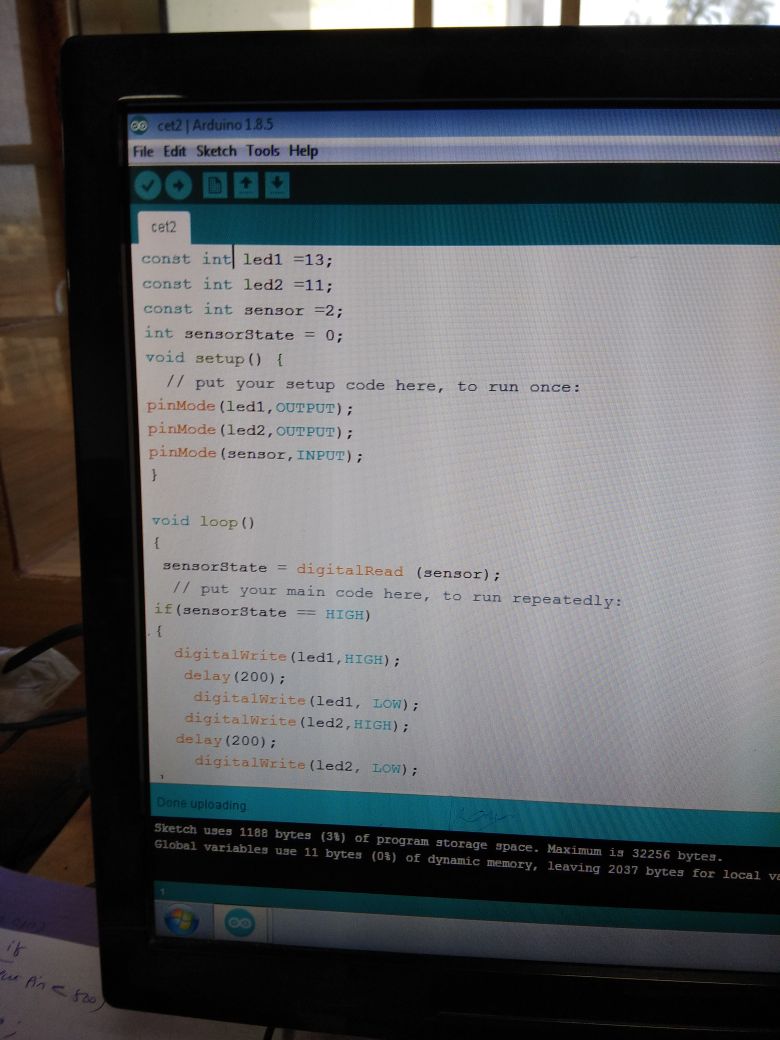 cet2 | Arduino 1.8.5
File Edit Sketch Tools Help
cet2
const int led1 =13;
const int led2 =11;
const int sensor =2;
int sensorState = 0;
void setup() {
// put your setup code here, to run once:
pinMode(led1,OUTPUT);
pinMode(led2,OUTPUT);
pinMode(sensor,INPUT);
}
void loop()
{
sensorState = digitalRead (sensor);
// put your main code here, to run repeatedly:
if(sensorState == HIGH)
{
digitalWrite(led1,HIGH);
delay(200);
digitalWrite(led1, LOW);
digitalWrite(led2,HIGH);
delay(200);
digitalWrite(led2, LOW);
Done uploading
Sketch uses 1188 bytes (3%) of program storage space. Maximum is 32256 bytes.
Global variables use 11 bytes (0%) of dynamic memory, leaving 2037 bytes for local va
1
if
Pin < 500)